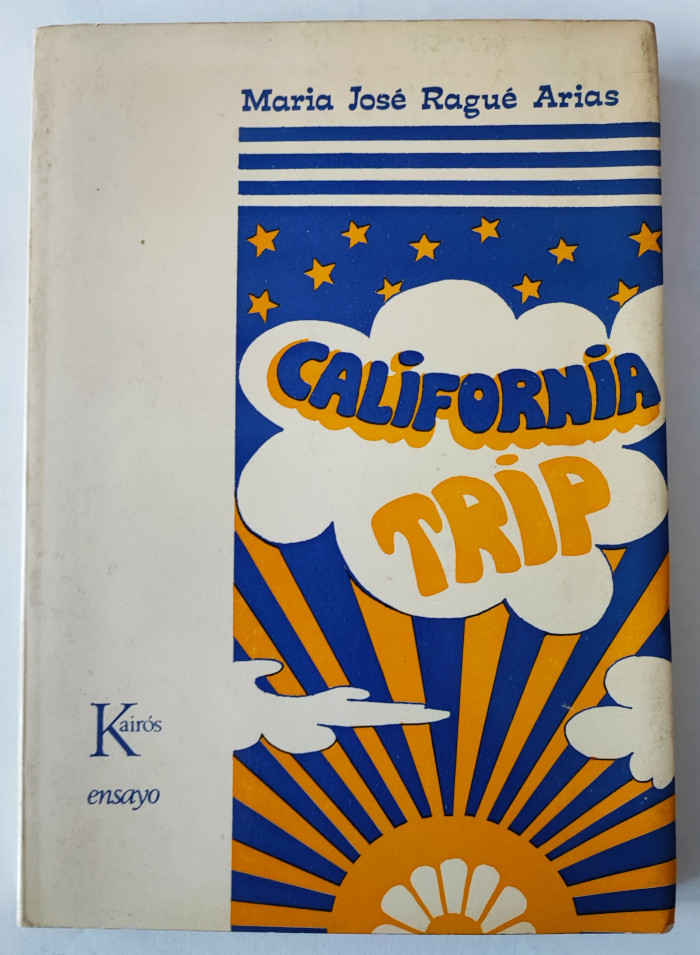 Maria José Ragué Arias
CALiFORNiA
TRiP
Kairós
ensayo